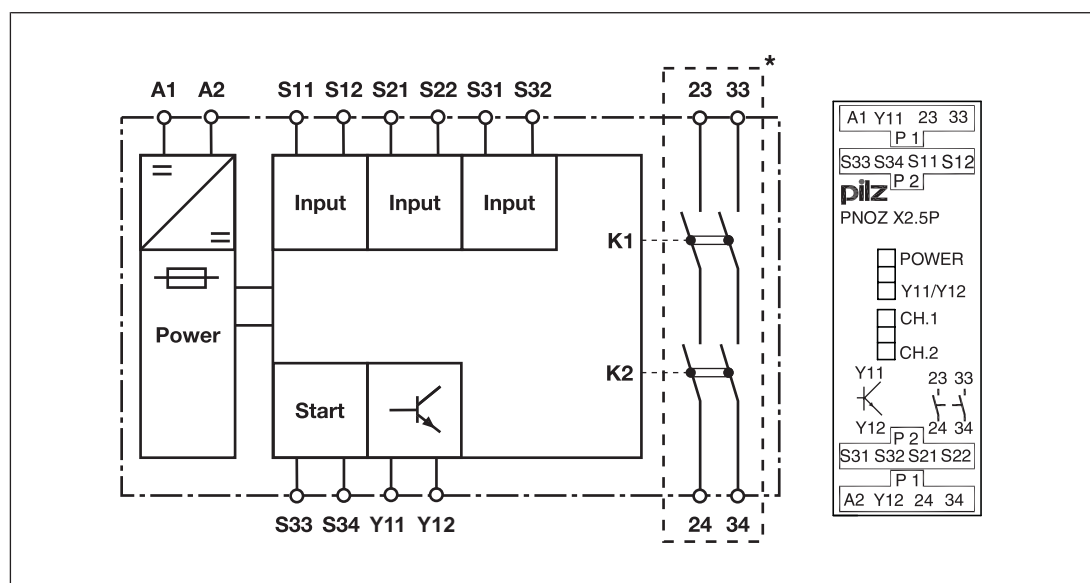 *
A1 A2 S11 S12 S21 S22 S31 S32 23 33
Input Input Input
K1
Power
K2
Start
S33 S34 Y11 Y12 24 34
A1 Y11 23 33
P 1
S33 S34 S11 S12
P 2
pilz
PNOZ X2.5P
POWER
Y11/Y12
CH.1
CH.2
Y11 23 33
Y12 24 34
P 2
S31 S32 S21 S22
P 1
A2 Y12 24 34